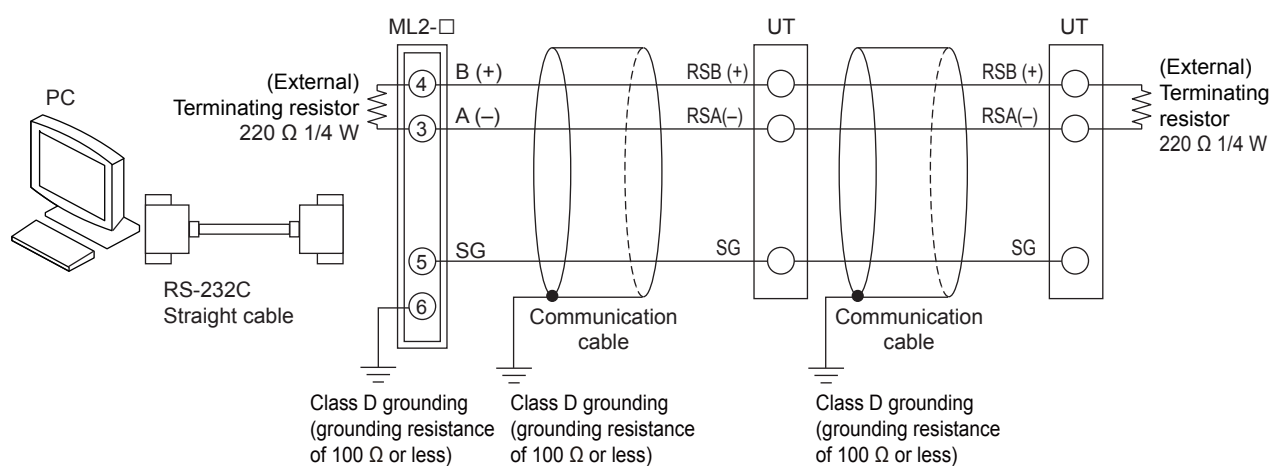 ML2-□
UT
UT
PC
(External)
Terminating resistor
220 Ω 1/4 W
4
B (+)
RSB (+)
RSB (+)
(External)
Terminating
resistor
220 Ω 1/4 W
3
A (–)
RSA(–)
RSA(–)
5
SG
SG
SG
6
RS-232C
Straight cable
Communication
cable
Communication
cable
Class D grounding
(grounding resistance
of 100 Ω or less)
Class D grounding
(grounding resistance
of 100 Ω or less)
Class D grounding
(grounding resistance
of 100 Ω or less)